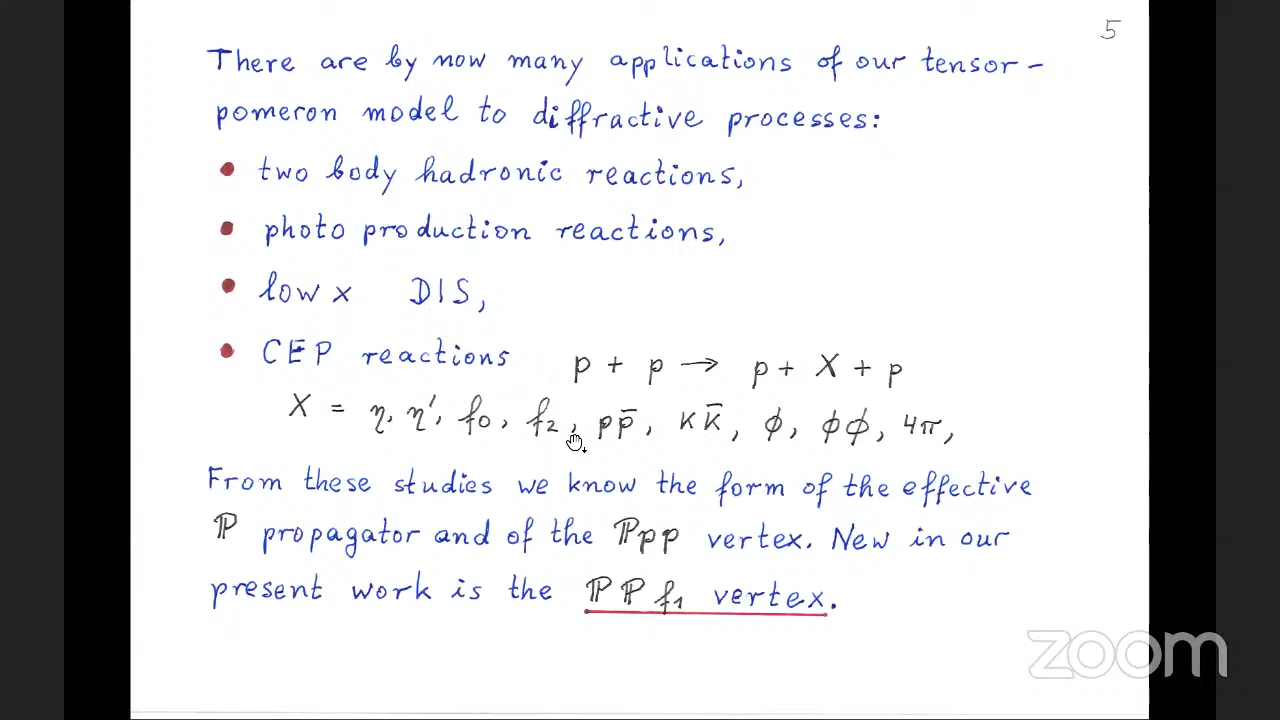 5
There are by now many applications of our tensor-
pomeron model to diffractive processes:
• two body hadronic reactions,
• photo production reactions,
• low x DIS,
• CEP reactions p + p → p + X + p
X = η, η', f₀, f₂, pp̄, KK̄, ϕ, ϕϕ, 4π,
From these studies we know the form of the effective
ℙ propagator and of the ℙpp vertex. New in our
present work is the ℙ ℙ f₁ vertex.
zoom